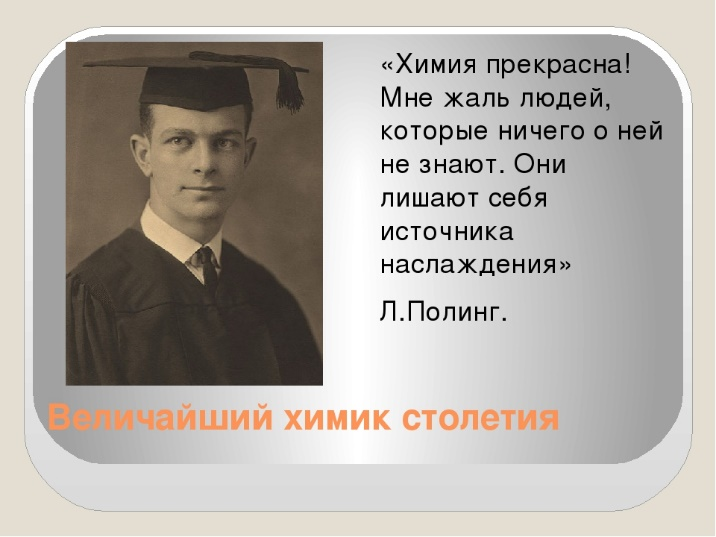 «Химия прекрасна!
Мне жаль людей,
которые ничего о ней
не знают. Они
лишают себя
источника
наслаждения»
Л.Полинг.
Величайший химик столетия